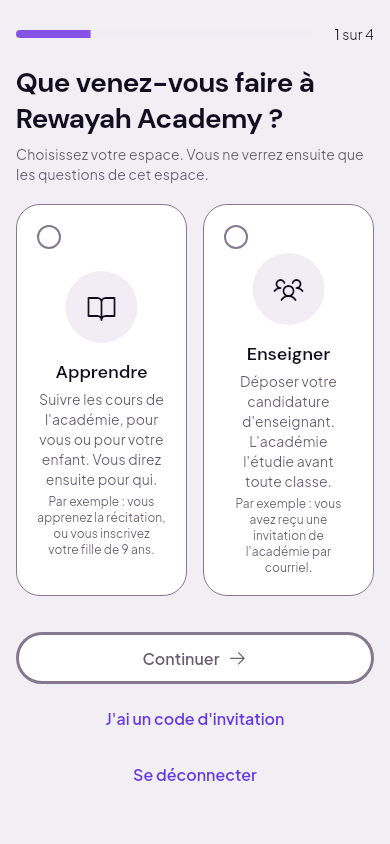 1 sur 4
Que venez-vous faire à
Rewayah Academy ?
Choisissez votre espace. Vous ne verrez ensuite que
les questions de cet espace.
Apprendre
Suivre les cours de
l'académie, pour
vous ou pour votre
enfant. Vous direz
ensuite pour qui.
Par exemple : vous
apprenez la récitation,
ou vous inscrivez
votre fille de 9 ans.
Enseigner
Déposer votre
candidature
d'enseignant.
L'académie
l'étudie avant
toute classe.
Par exemple : vous
avez reçu une
invitation de
l'académie par
courriel.
Continuer
J'ai un code d'invitation
Se déconnecter